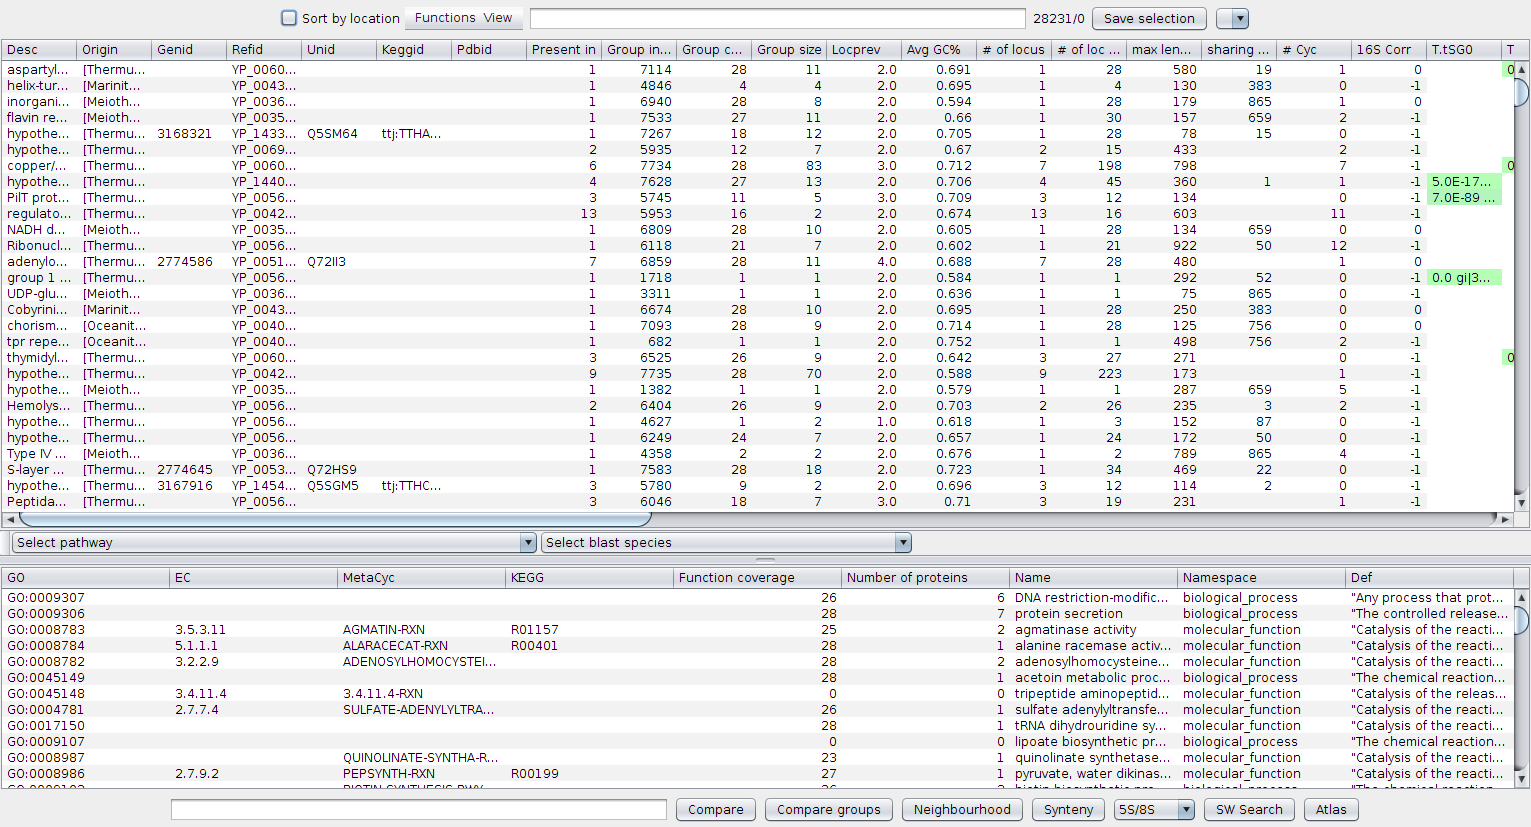 Sort by location Functions View 28231/0 Save selection
Desc Origin Genid Refid Unid Keggid Pdbid Present in Group in... Group c... Group size Locprev Avg GC% # of locus # of loc ... max len... sharing ... # Cyc 16S Corr T.tSG0 T
aspartyl... [Thermu... YP_0060... 1 7114 28 11 2.0 0.691 1 28 580 19 1 0 0
helix-tur... [Marinit... YP_0043... 1 4846 4 4 2.0 0.695 1 4 130 383 0 -1
inorgani... [Meioth... YP_0036... 1 6940 28 8 2.0 0.594 1 28 179 865 1 0
flavin re... [Meioth... YP_0035... 1 7533 27 11 2.0 0.66 1 30 157 659 2 -1
hypothe... [Thermu... 3168321 YP_1433... Q5SM64 ttj:TTHA... 1 7267 18 12 2.0 0.705 1 28 78 15 0 -1
hypothe... [Thermu... YP_0069... 2 5935 12 7 2.0 0.67 2 15 433 2 -1
copper/... [Thermu... YP_0060... 6 7734 28 83 3.0 0.712 7 198 798 7 -1 0
hypothe... [Thermu... YP_1440... 4 7628 27 13 2.0 0.706 4 45 360 1 1 -1 5.0E-17...
PilT prot... [Thermu... YP_0056... 3 5745 11 5 3.0 0.709 3 12 134 0 -1 7.0E-89 ...
regulato... [Thermu... YP_0042... 13 5953 16 2 2.0 0.674 13 16 603 11 -1
NADH d... [Meioth... YP_0035... 1 6809 28 10 2.0 0.605 1 28 134 659 0 0
Ribonucl... [Thermu... YP_0056... 1 6118 21 7 2.0 0.602 1 21 922 50 12 -1
adenylo... [Thermu... 2774586 YP_0051... Q72II3 7 6859 28 11 4.0 0.688 7 28 480 1 0
group 1 ... [Thermu... YP_0056... 1 1718 1 1 2.0 0.584 1 1 292 52 0 -1 0.0 gi|3...
UDP-glu... [Meioth... YP_0036... 1 3311 1 1 2.0 0.636 1 1 75 865 0 -1
Cobyrini... [Marinit... YP_0043... 1 6674 28 10 2.0 0.695 1 28 250 383 0 0
chorism... [Oceanit... YP_0040... 1 7093 28 9 2.0 0.714 1 28 125 756 0 0
tpr repe... [Oceanit... YP_0040... 1 682 1 1 2.0 0.752 1 1 498 756 2 -1
thymidyl... [Thermu... YP_0060... 3 6525 26 9 2.0 0.642 3 27 271 0 -1 0
hypothe... [Thermu... YP_0042... 9 7735 28 70 2.0 0.588 9 223 173 1 -1
hypothe... [Meioth... YP_0035... 1 1382 1 1 2.0 0.579 1 1 287 659 5 -1
Hemolys... [Thermu... YP_0056... 2 6404 26 9 2.0 0.703 2 26 235 3 2 -1
hypothe... [Thermu... YP_0056... 1 4627 1 2 1.0 0.618 1 3 152 87 0 -1
hypothe... [Thermu... YP_0056... 1 6249 24 7 2.0 0.657 1 24 172 50 0 -1
Type IV ... [Meioth... YP_0036... 1 4358 2 2 2.0 0.676 1 2 789 865 4 -1
S-layer ... [Thermu... 2774645 YP_0053... Q72HS9 1 7583 28 18 2.0 0.723 1 34 469 22 0 -1
hypothe... [Thermu... 3167916 YP_1454... Q5SGM5 ttj:TTHC... 3 5780 9 2 2.0 0.696 3 12 114 2 0 -1
Peptida... [Thermu... YP_0056... 3 6046 18 7 3.0 0.71 3 19 231 1 -1
Select pathway Select blast species
GO EC MetaCyc KEGG Function coverage Number of proteins Name Namespace Def
GO:0009307 26 6 DNA restriction-modific... biological_process "Any process that prot...
GO:0009306 28 7 protein secretion biological_process "The controlled release...
GO:0008783 3.5.3.11 AGMATIN-RXN R01157 25 2 agmatinase activity molecular_function "Catalysis of the reacti...
GO:0008784 5.1.1.1 ALARACECAT-RXN R00401 28 1 alanine racemase activ... molecular_function "Catalysis of the reacti...
GO:0008782 3.2.2.9 ADENOSYLHOMOCYSTEI... 28 2 adenosylhomocysteine... molecular_function "Catalysis of the reacti...
GO:0045149 28 1 acetoin metabolic proc... biological_process "The chemical reaction...
GO:0045148 3.4.11.4 3.4.11.4-RXN 0 0 tripeptide aminopeptid... molecular_function "Catalysis of the releas...
GO:0004781 2.7.7.4 SULFATE-ADENYLYLTRA... 26 1 sulfate adenylyltransfe... molecular_function "Catalysis of the reacti...
GO:0017150 28 1 tRNA dihydrouridine sy... molecular_function "Catalysis of the reacti...
GO:0009107 0 0 lipoate biosynthetic pr... biological_process "The chemical reaction...
GO:0008987 QUINOLINATE-SYNTHA-R... 23 1 quinolinate synthetase... molecular_function "Catalysis of the reacti...
GO:0008986 2.7.9.2 PEPSYNTH-RXN R00199 27 1 pyruvate, water dikinas... molecular_function "Catalysis of the reacti...
Compare Compare groups Neighbourhood Synteny 5S/8S SW Search Atlas